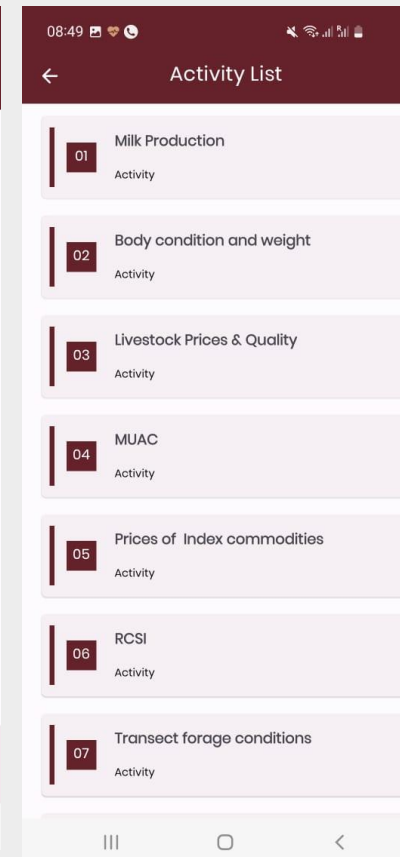 08:49
Activity List
01
Milk Production
Activity
02
Body condition and weight
Activity
03
Livestock Prices & Quality
Activity
04
MUAC
Activity
05
Prices of  Index commodities
Activity
06
RCSI
Activity
07
Transect forage conditions
Activity